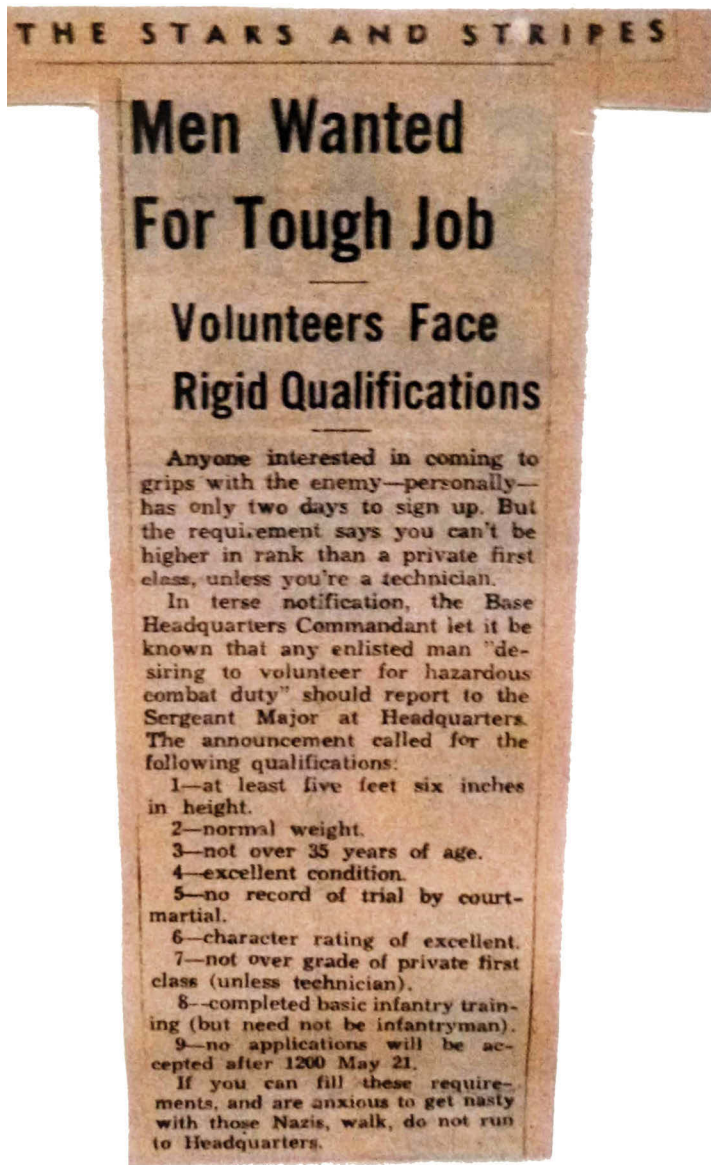 THE STARS AND STRIPES
Men Wanted
For Tough Job
Volunteers Face
Rigid Qualifications
Anyone interested in coming to
grips with the enemy—personally—
has only two days to sign up. But
the requirement says you can't be
higher in rank than a private first
class, unless you're a technician.
In terse notification, the Base
Headquarters Commandant let it be
known that any enlisted man "de-
siring to volunteer for hazardous
combat duty" should report to the
Sergeant Major at Headquarters.
The announcement called for the
following qualifications:
1—at least five feet six inches
in height.
2—normal weight.
3—not over 35 years of age.
4—excellent condition.
5—no record of trial by court-
martial.
6—character rating of excellent.
7—not over grade of private first
class (unless technician).
8—completed basic infantry train-
ing (but need not be infantryman).
9—no applications will be ac-
cepted after 1200 May 21.
If you can fill these require-
ments, and are anxious to get nasty
with those Nazis, walk, do not run
to Headquarters.